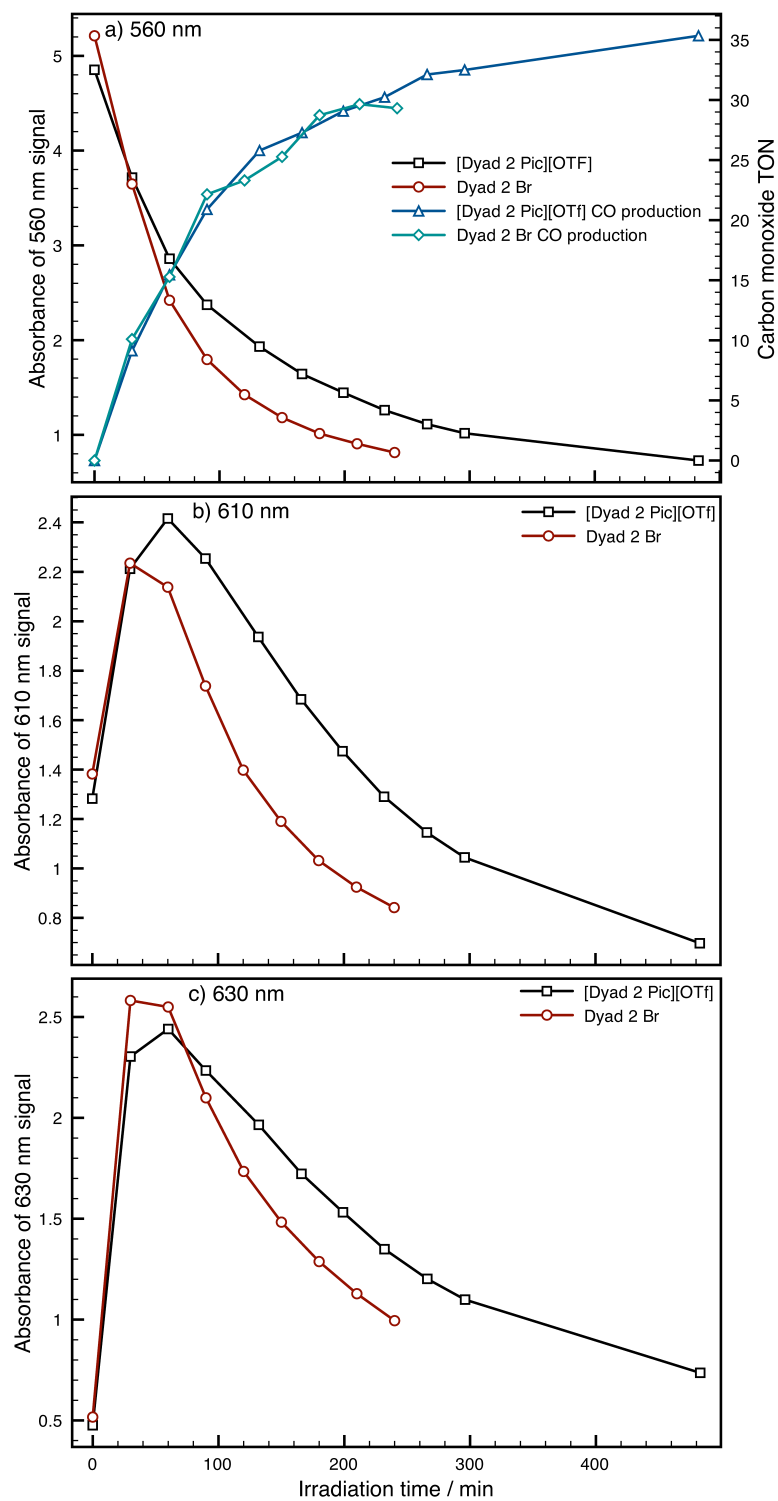 a) 560 nm
Absorbance of 560 nm signal
5
4
3
2
1
Carbon monoxide TON
35
30
25
20
15
10
5
0
[Dyad 2 Pic][OTF]
Dyad 2 Br
[Dyad 2 Pic][OTf] CO production
Dyad 2 Br CO production
b) 610 nm
Absorbance of 610 nm signal
2.4
2.2
2
1.8
1.6
1.4
1.2
1
0.8
[Dyad 2 Pic][OTf]
Dyad 2 Br
c) 630 nm
Absorbance of 630 nm signal
2.5
2
1.5
1
0.5
[Dyad 2 Pic][OTf]
Dyad 2 Br
0 100 200 300 400
Irradiation time / min